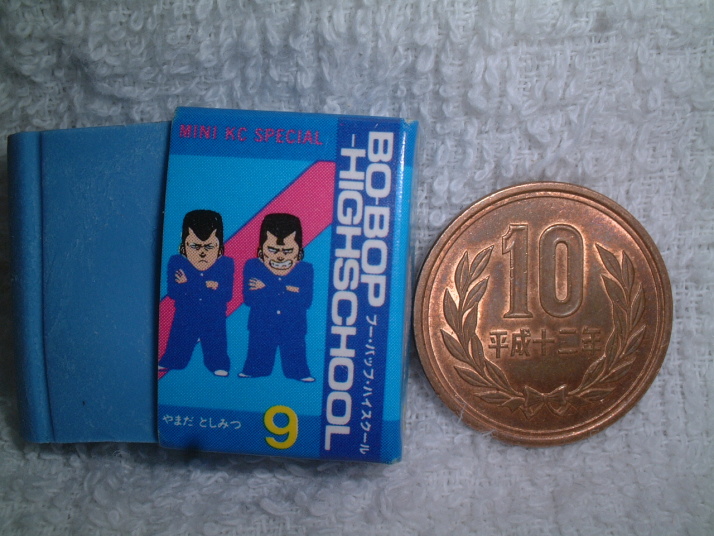 MINI KC SPECIAL
BO-BOP
-HIGHSCHOOL
ブー・バップ・ハイスクール
やまだ としみつ
9
10
平成十二年